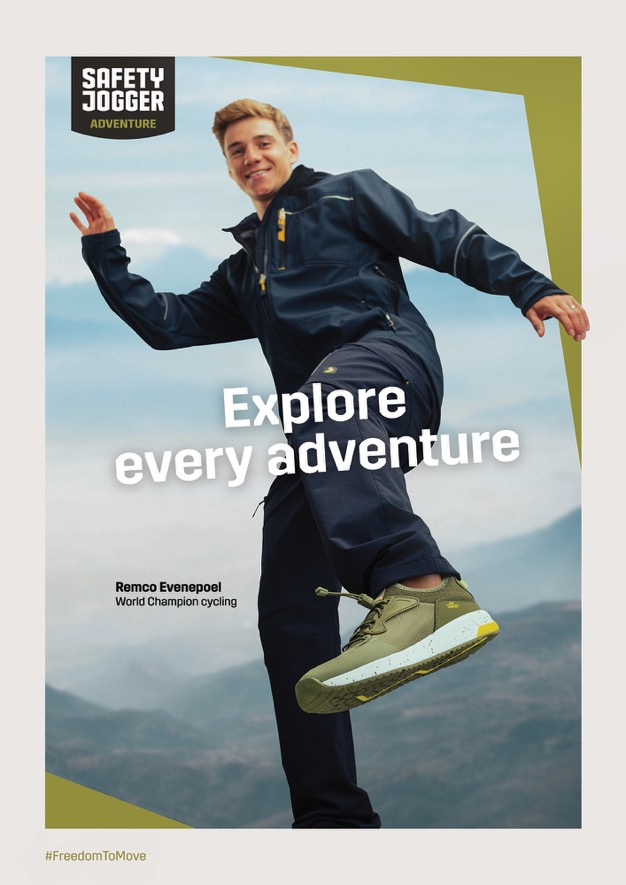 SAFETY
JOGGER
ADVENTURE
Explore
every adventure
Remco Evenepoel
World Champion cycling
#FreedomToMove